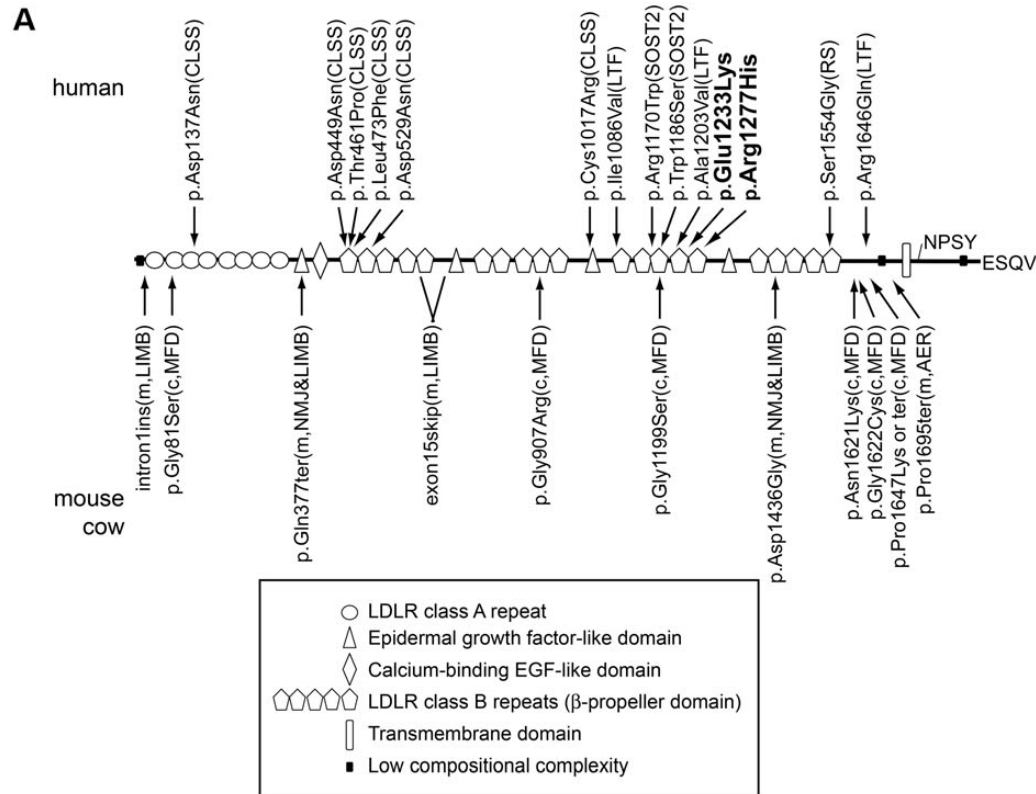 A
human
p.Asp137Asn(CLSS)
p.Asp449Asn(CLSS)
p.Thr461Pro(CLSS)
p.Leu473Phe(CLSS)
p.Asp529Asn(CLSS)
p.Cys1017Arg(CLSS)
p.Ile1086Val(LTF)
p.Arg1170Trp(SOST2)
p.Trp1186Ser(SOST2)
p.Ala1203Val(LTF)
p.Glu1233Lys
p.Arg1277His
p.Ser1554Gly(RS)
p.Arg1646Gln(LTF)
NPSY
ESQV
intron1ins(m,LIMB)
p.Gly81Ser(c,MFD)
p.Gln377ter(m,NMJ&LIMB)
exon15skip(m,LIMB)
p.Gly907Arg(c,MFD)
p.Gly1199Ser(c,MFD)
p.Asp1436Gly(m,NMJ&LIMB)
p.Asn1621Lys(c,MFD)
p.Gly1622Cys(c,MFD)
p.Pro1647Lys or ter(c,MFD)
p.Pro1695ter(m,AER)
mouse
cow
LDLR class A repeat
Epidermal growth factor-like domain
Calcium-binding EGF-like domain
LDLR class B repeats (β-propeller domain)
Transmembrane domain
Low compositional complexity